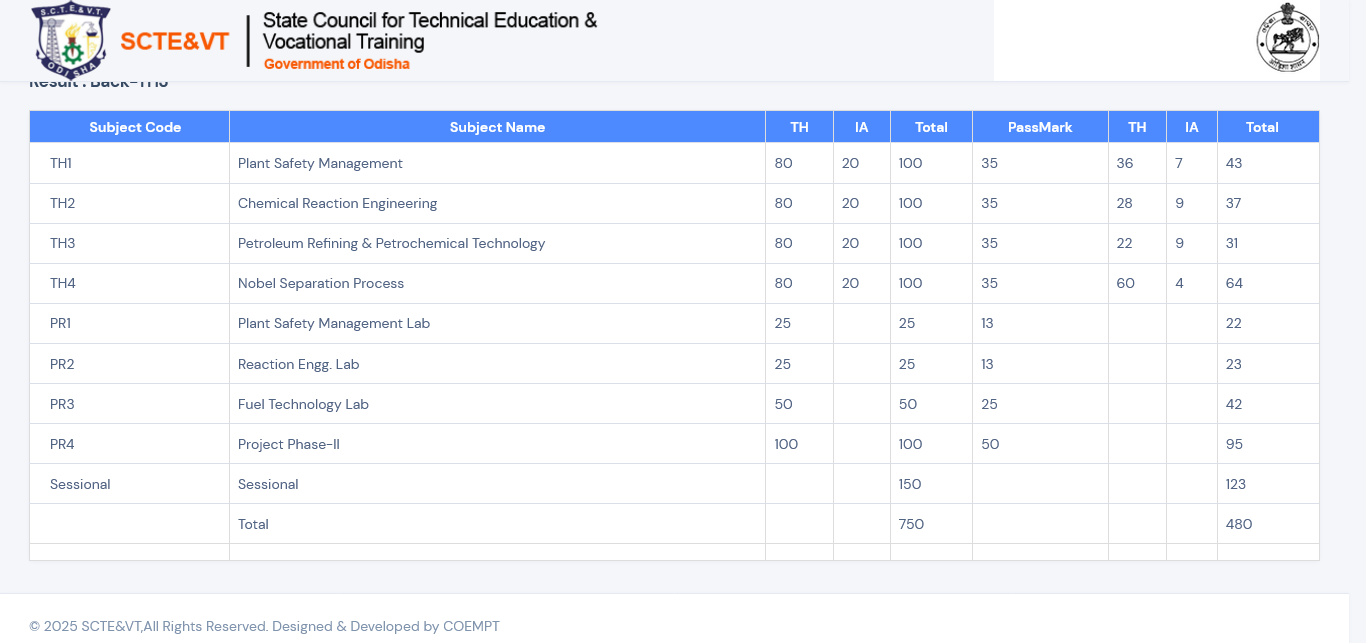 S.C.T.E.&V.T.
ODISHA
SCTE&VT
State Council for Technical Education &
Vocational Training
Government of Odisha
Result : Back-TH3
Subject Code Subject Name TH IA Total PassMark TH IA Total
TH1 Plant Safety Management 80 20 100 35 36 7 43
TH2 Chemical Reaction Engineering 80 20 100 35 28 9 37
TH3 Petroleum Refining & Petrochemical Technology 80 20 100 35 22 9 31
TH4 Nobel Separation Process 80 20 100 35 60 4 64
PR1 Plant Safety Management Lab 25 25 13 22
PR2 Reaction Engg. Lab 25 25 13 23
PR3 Fuel Technology Lab 50 50 25 42
PR4 Project Phase-II 100 100 50 95
Sessional Sessional 150 123
Total 750 480
© 2025 SCTE&VT,All Rights Reserved. Designed & Developed by COEMPT